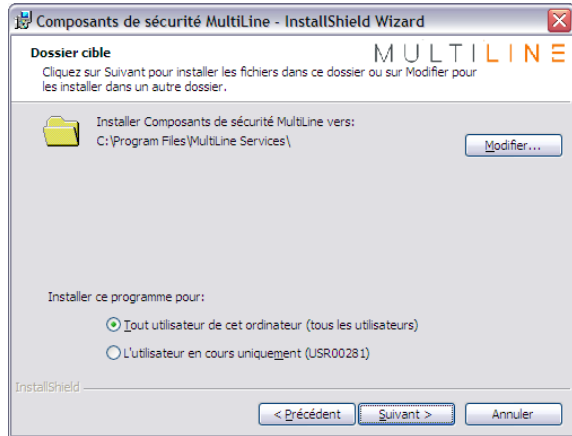 Composants de sécurité MultiLine - InstallShield Wizard
Dossier cible
MULTILINE
Cliquez sur Suivant pour installer les fichiers dans ce dossier ou sur Modifier pour
les installer dans un autre dossier.
Installer Composants de sécurité MultiLine vers:
C:\Program Files\MultiLine Services\
Modifier...
Installer ce programme pour:
Tout utilisateur de cet ordinateur (tous les utilisateurs)
L'utilisateur en cours uniquement (USR00281)
InstallShield
< Précédent
Suivant >
Annuler